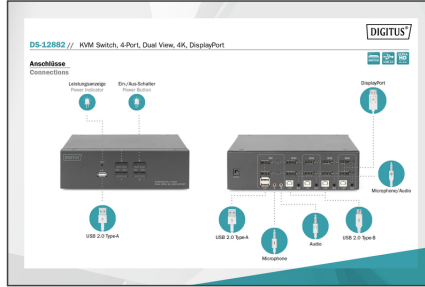 DIGITUS®
DS-12882 // KVM Switch, 4-Port, Dual View, 4K, DisplayPort
Anschlüsse
Connections
Leistungsanzeige
Power Indicator
Ein-/Aus-Schalter
Power Button
DisplayPort
DIGITUS
Microphone/Audio
USB 2.0 Type-A
USB 2.0 Type-A
Microphone
Audio
USB 2.0 Type-B